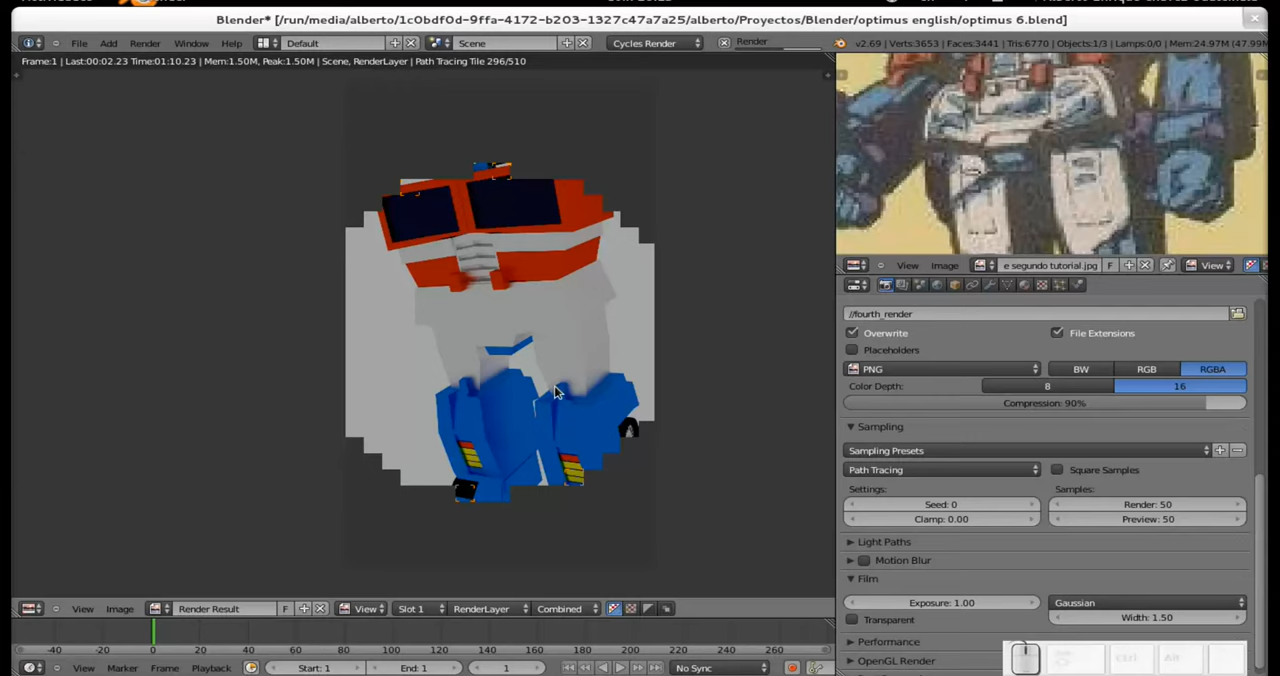 Blender* [/run/media/alberto/1c0bdf0d-9ffa-4172-b203-1327c47a7a25/alberto/Proyectos/Blender/optimus english/optimus 6.blend]
File Add Render Window Help Default Scene Cycles Render Render v2.69 | Verts:3653 | Faces:3441 | Tris:6770 | Objects:1/3 | Lamps:0/0 | Mem:24.97M (47.99M
Frame:1 | Last:00:02.23 Time:01:10.23 | Mem:1.50M, Peak:1.50M | Scene, RenderLayer | Path Tracing Tile 296/510
View Image e segundo tutorial.jpg F View
//fourth_render
Overwrite File Extensions
Placeholders
PNG BW RGB RGBA
Color Depth: 8 16
Compression: 90%
Sampling
Sampling Presets
Path Tracing Square Samples
Settings: Samples:
Seed: 0 Render: 50
Clamp: 0.00 Preview: 50
Light Paths
Motion Blur
Film
Exposure: 1.00 Gaussian
Transparent Width: 1.50
Performance
OpenGL Render
View Image Render Result F View Slot 1 RenderLayer Combined
-40 -20 0 20 40 60 80 100 120 140 160 180 200 220 240 260
View Marker Frame Playback Start: 1 End: 1 1 No Sync
Ctrl Alt